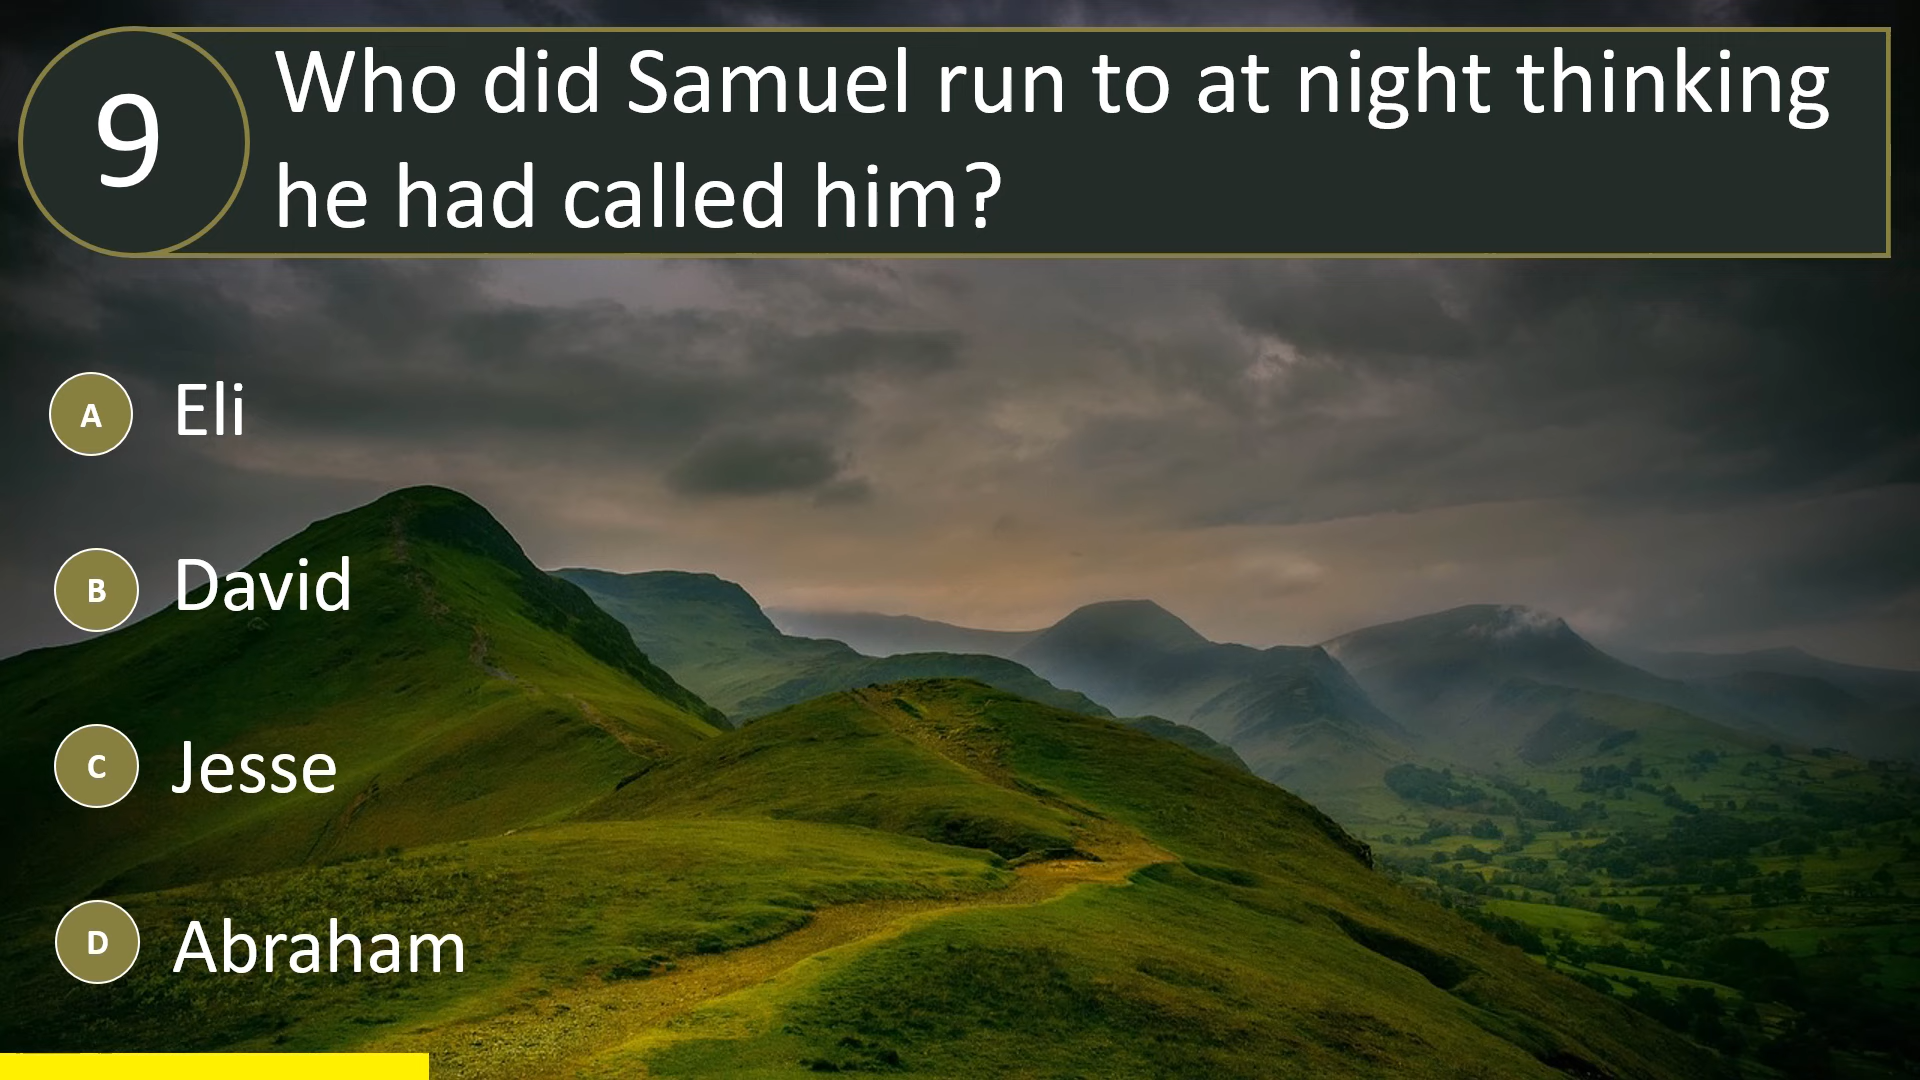 9
Who did Samuel run to at night thinking
he had called him?
A Eli
B David
C Jesse
D Abraham